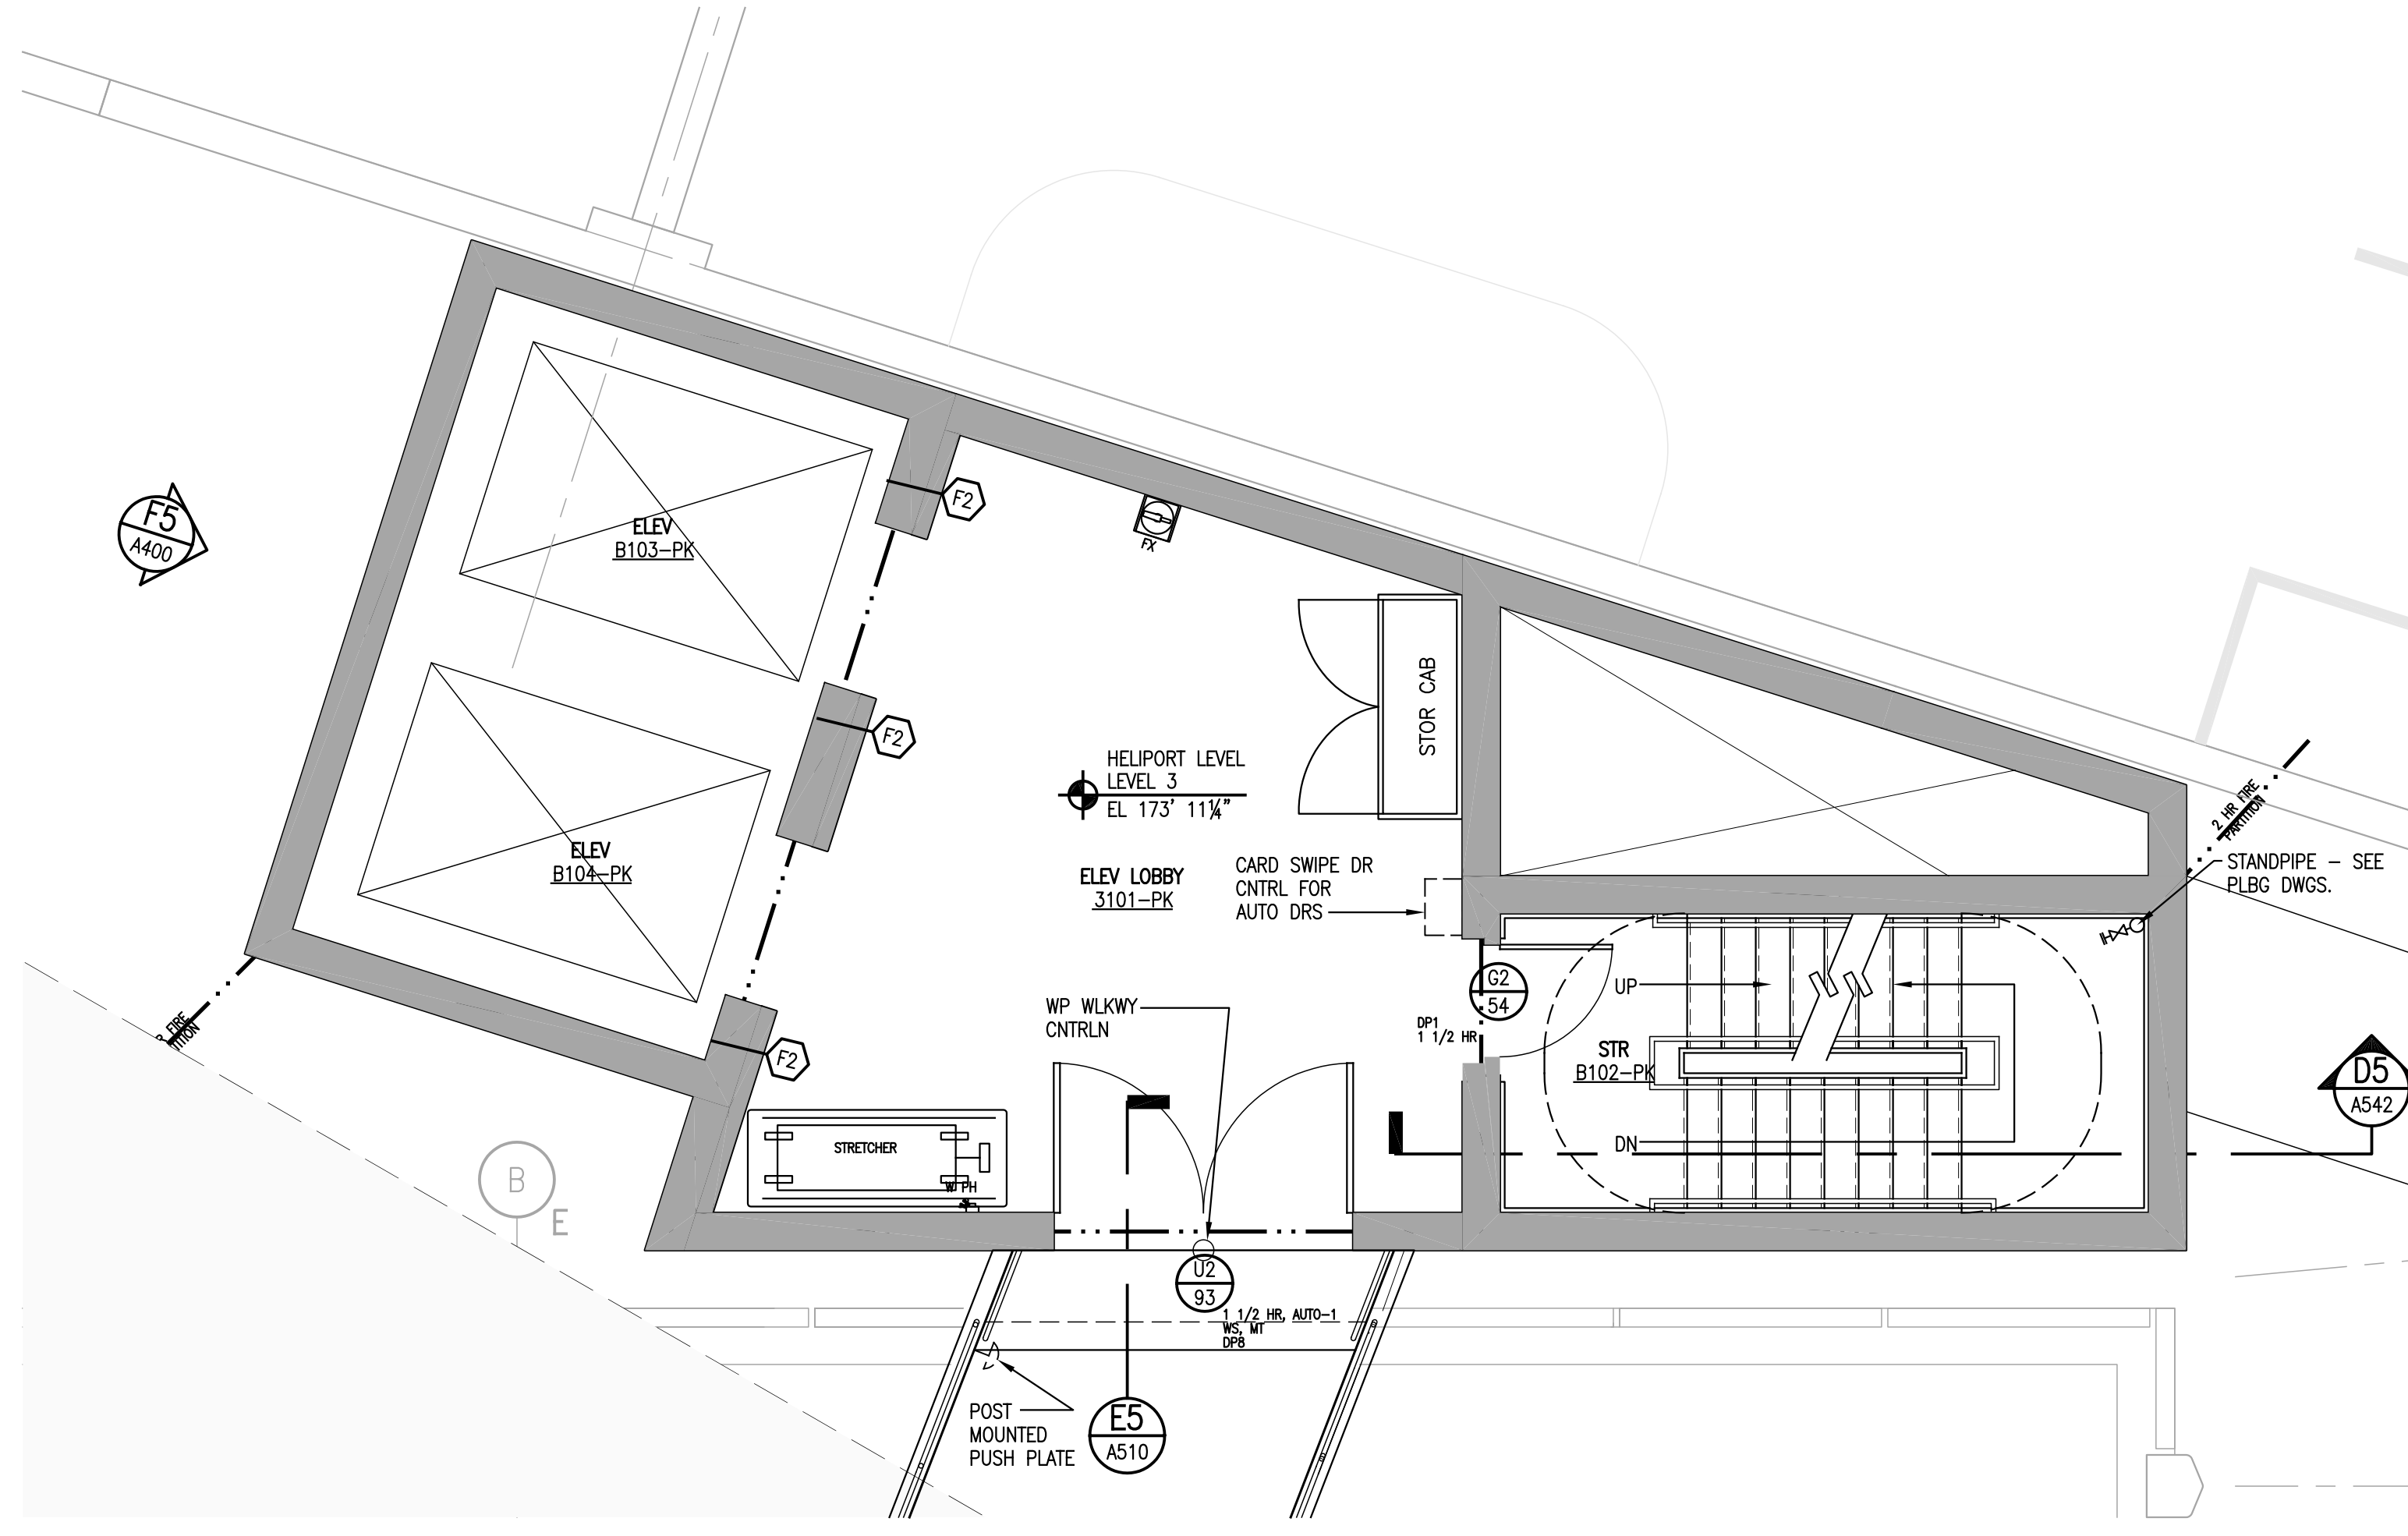 F5
A400
ELEV
B103-PK
F2
FX
F2
ELEV
B104-PK
F2
HELIPORT LEVEL
LEVEL 3
EL 173' 11¼"
ELEV LOBBY
3101-PK
STOR CAB
CARD SWIPE DR
CNTRL FOR
AUTO DRS
WP WLKWY
CNTRLN
G2
54
DP1
1 1/2 HR
UP
STR
B102-PK
DN
2 HR FIRE
PARTITION
STANDPIPE - SEE
PLBG DWGS.
D5
A542
FIRE
STRETCHER
W PH
B
E
U2
93
1 1/2 HR, AUTO-1
WS, MT
DP8
POST
MOUNTED
PUSH PLATE
E5
A510